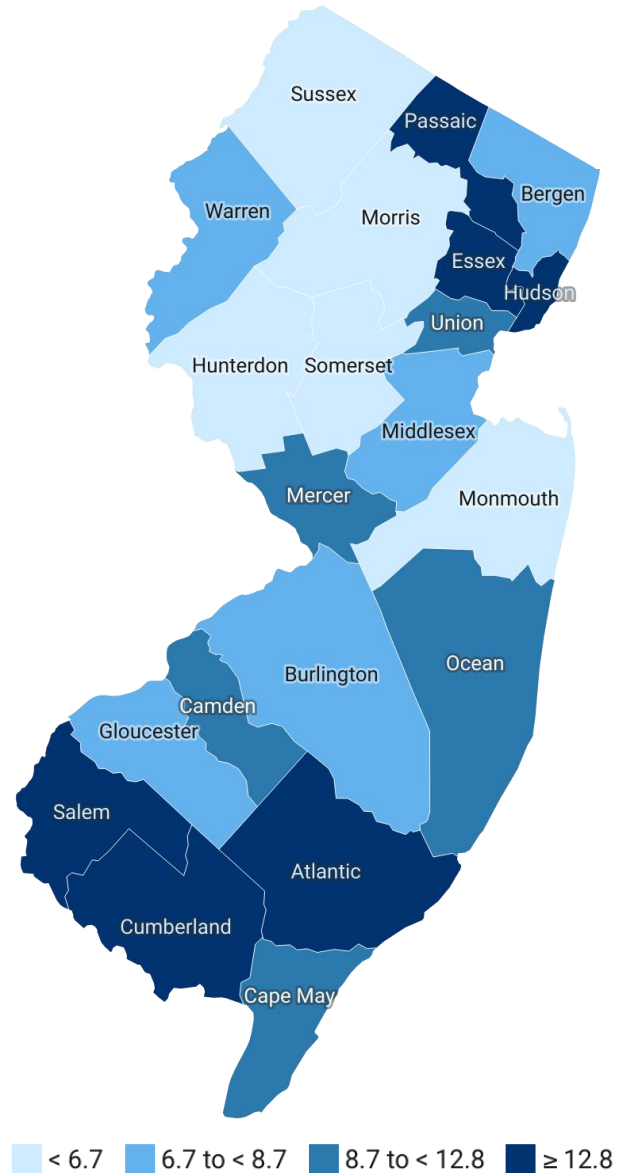 Sussex
Passaic
Bergen
Warren
Morris
Essex
Hudson
Union
Hunterdon
Somerset
Middlesex
Mercer
Monmouth
Ocean
Burlington
Camden
Gloucester
Salem
Atlantic
Cumberland
Cape May
< 6.7 6.7 to < 8.7 8.7 to < 12.8 ≥ 12.8